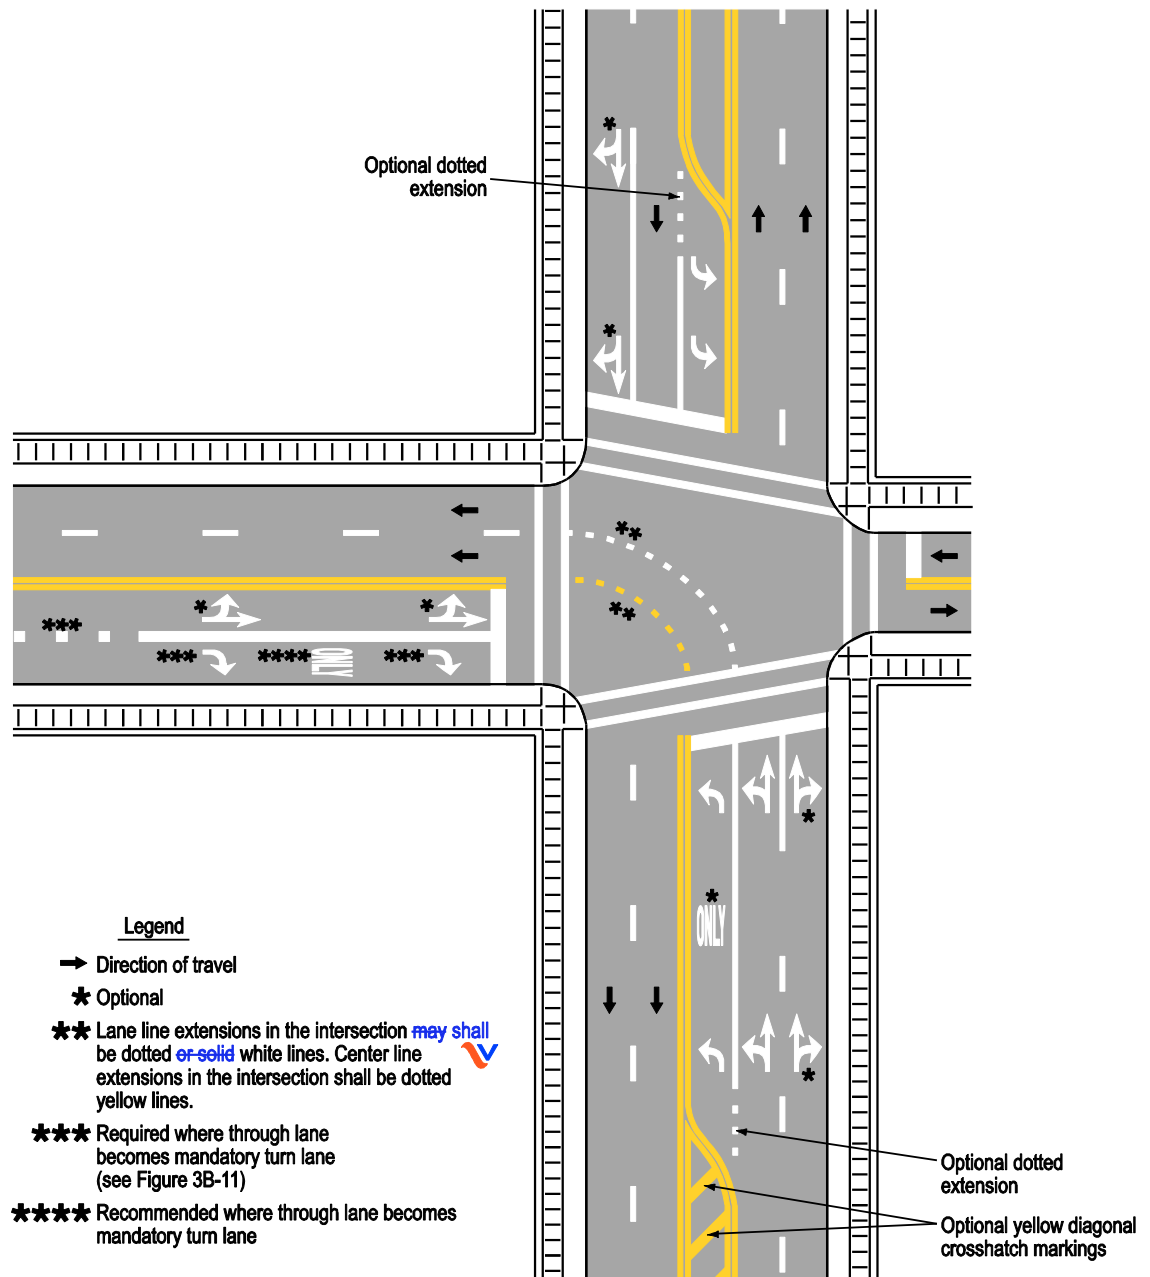 Optional dotted
extension
*
*
**
**
*
*
***
***
****
ONLY
***
*
*
ONLY
*
Legend
Direction of travel
* Optional
** Lane line extensions in the intersection may shall
be dotted or solid white lines. Center line
extensions in the intersection shall be dotted
yellow lines.
*** Required where through lane
becomes mandatory turn lane
(see Figure 3B-11)
**** Recommended where through lane becomes
mandatory turn lane
Optional dotted
extension
Optional yellow diagonal
crosshatch markings